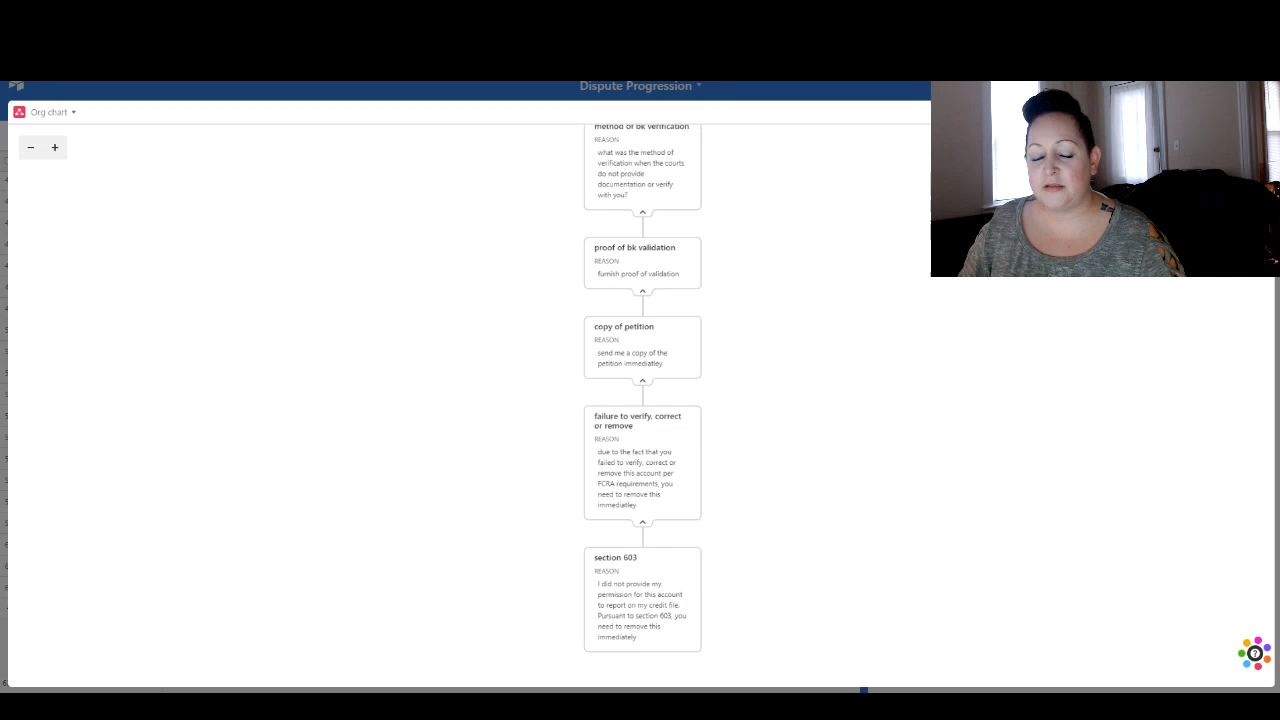 Dispute Progression
Org chart
method of bk verification
REASON
what was the method of
verification when the courts
do not provide
documentation or verify
with you?
proof of bk validation
REASON
furnish proof of validation
copy of petition
REASON
send me a copy of the
petition immediatley
failure to verify, correct
or remove
REASON
due to the fact that you
failed to verify, correct or
remove this account per
FCRA requirements, you
need to remove this
immediatley
section 603
REASON
I did not provide my
permission for this account
to report on my credit file.
Pursuant to section 603, you
need to remove this
immediately